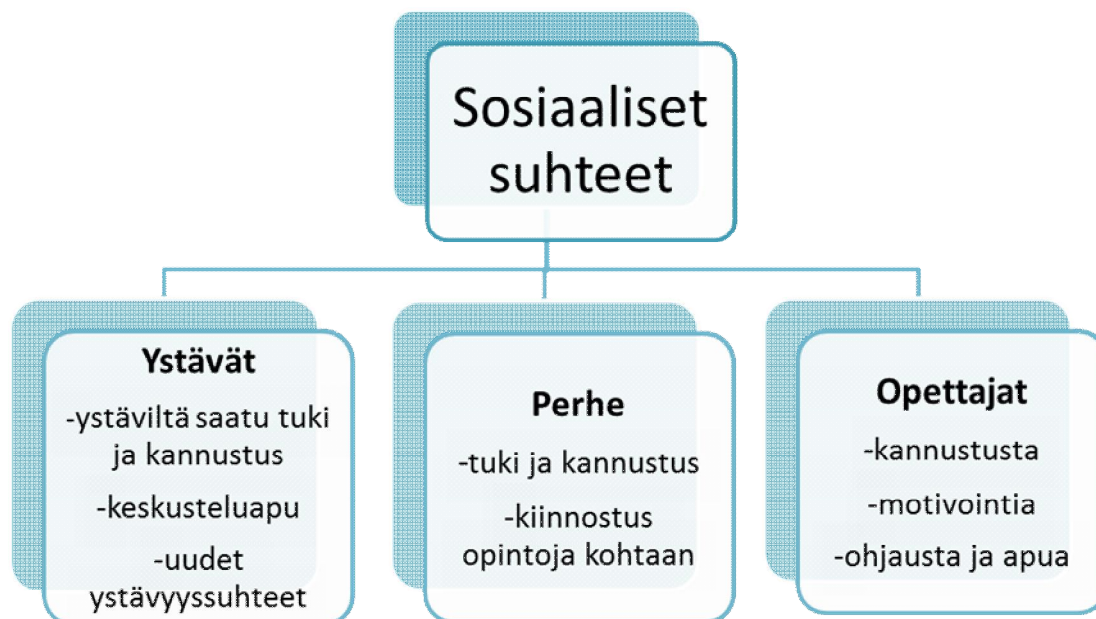 Sosiaaliset
suhteet
Ystävät
-ystäviltä saatu tuki
ja kannustus
-keskusteluapu
-uudet
ystävyyssuhteet
Perhe
-tuki ja kannustus
-kiinnostus
opintoja kohtaan
Opettajat
-kannustusta
-motivointia
-ohjausta ja apua